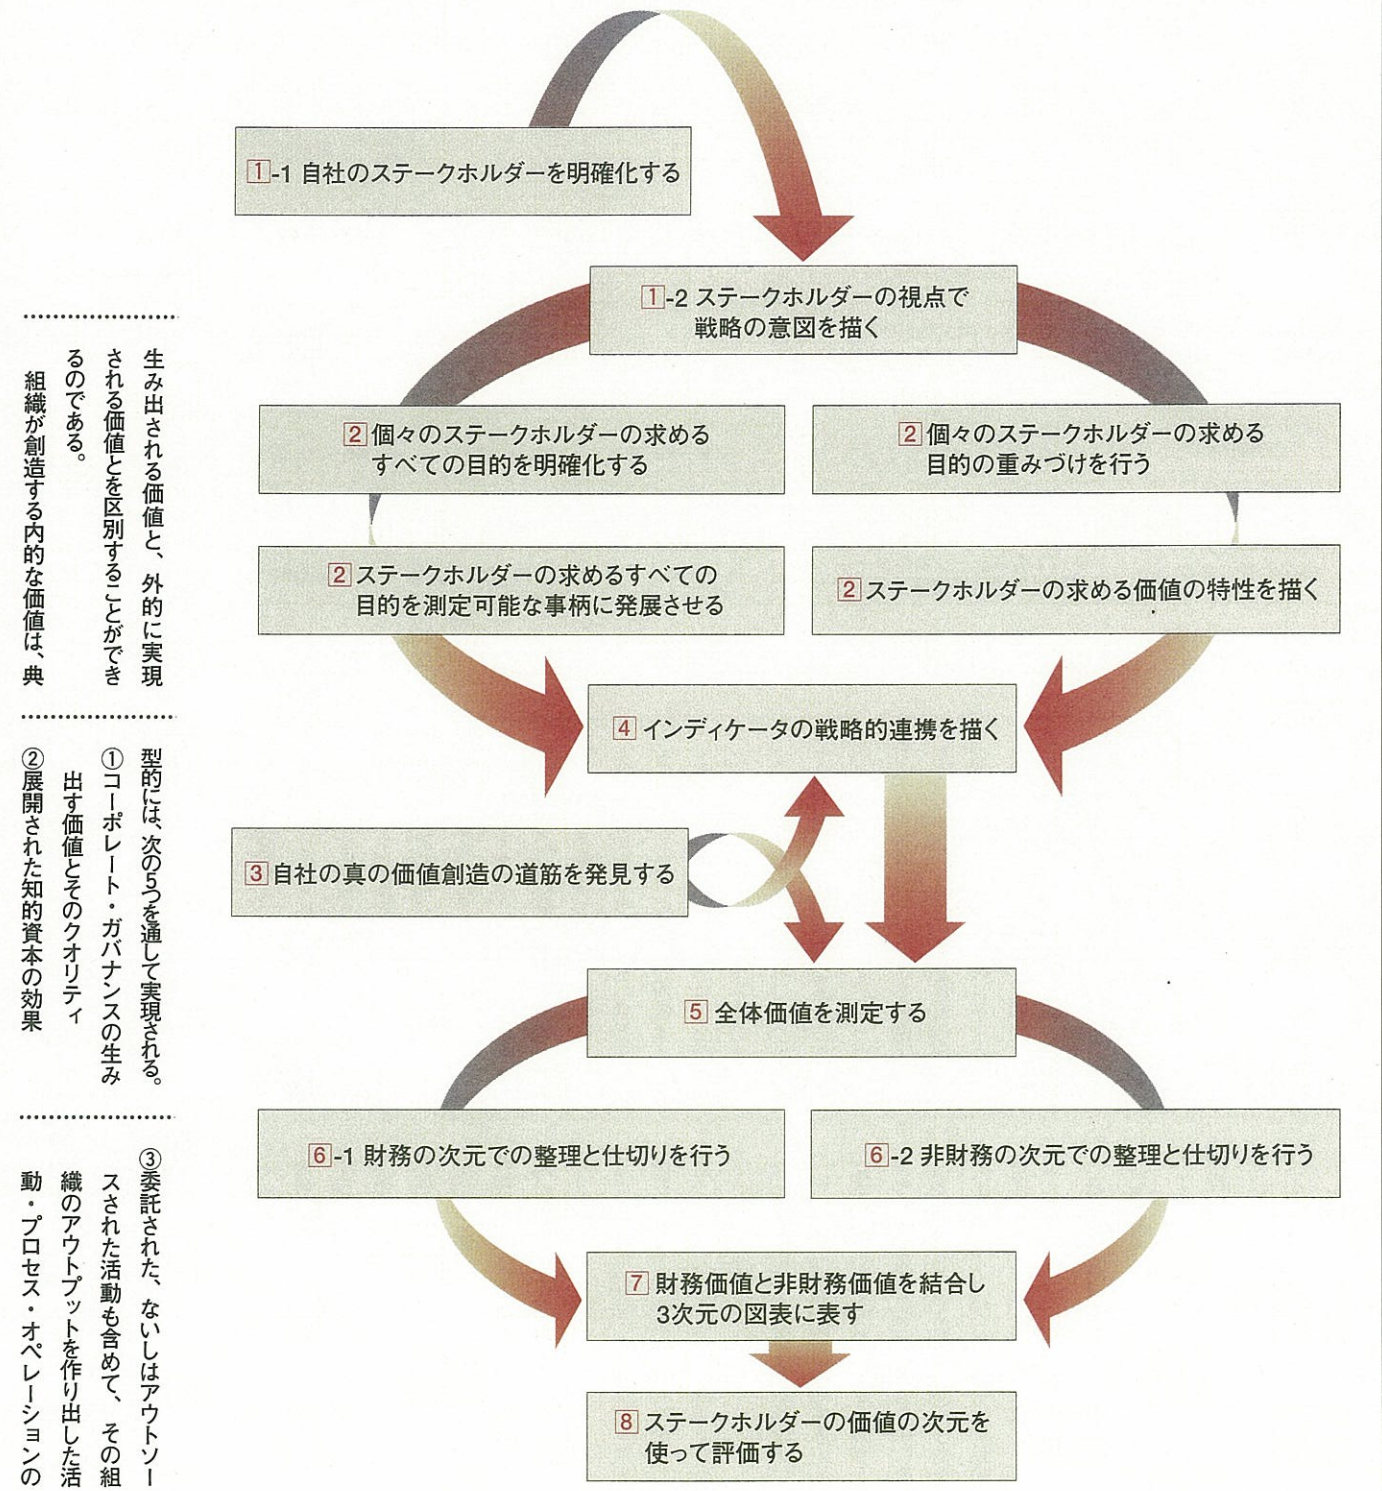 1-1 自社のステークホルダーを明確化する
1-2 ステークホルダーの視点で
戦略の意図を描く
2 個々のステークホルダーの求める
すべての目的を明確化する
2 個々のステークホルダーの求める
目的の重みづけを行う
2 ステークホルダーの求めるすべての
目的を測定可能な事柄に発展させる
2 ステークホルダーの求める価値の特性を描く
4 インディケータの戦略的連携を描く
3 自社の真の価値創造の道筋を発見する
5 全体価値を測定する
6-1 財務の次元での整理と仕切りを行う
6-2 非財務の次元での整理と仕切りを行う
7 財務価値と非財務価値を結合し
3次元の図表に表す
8 ステークホルダーの価値の次元を
使って評価する
生み出される価値と、外的に実現
される価値とを区別することができ
るのである。
組織が創造する内的な価値は、典
型的には、次の5つを通して実現される。
①コーポレート・ガバナンスの生み
出す価値とそのクオリティ
②展開された知的資本の効果
③委託された、ないしはアウトソー
スされた活動も含めて、その組
織のアウトプットを作り出した活
動・プロセス・オペレーションの